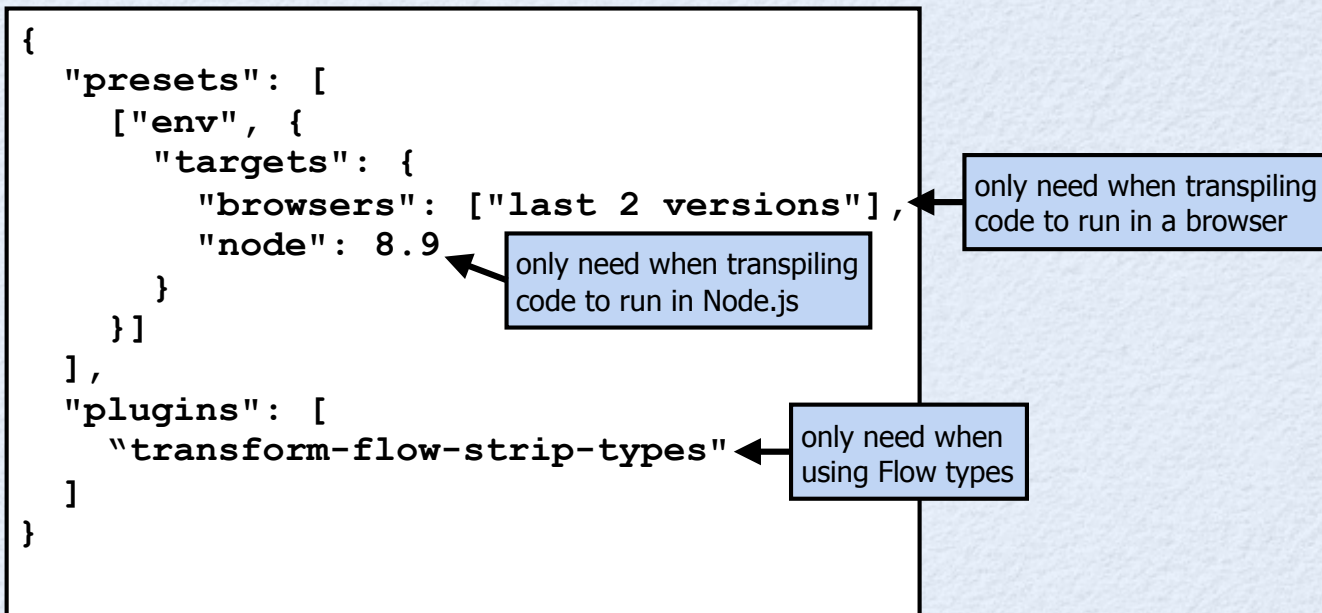 {
  "presets": [
    ["env", {
      "targets": {
        "browsers": ["last 2 versions"],
        "node": 8.9
      }
    }]
  ],
  "plugins": [
    “transform-flow-strip-types"
  ]
}
only need when transpiling
code to run in a browser
only need when transpiling
code to run in Node.js
only need when
using Flow types